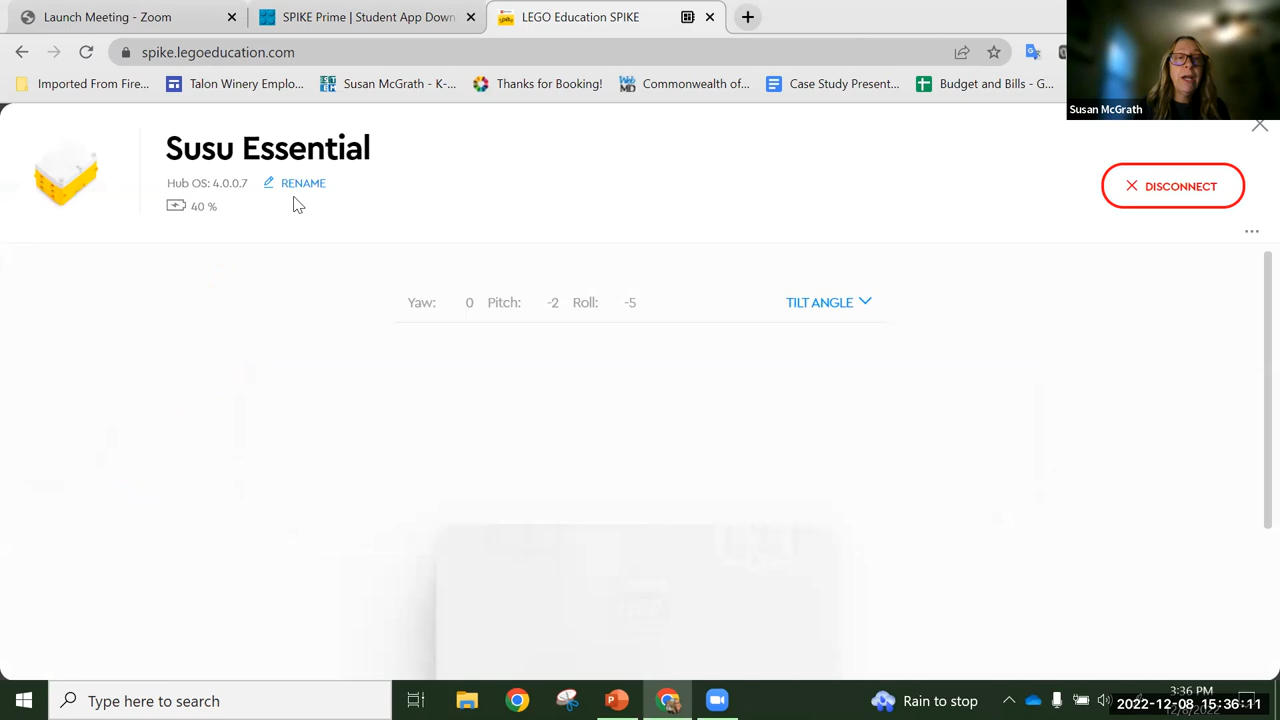 Launch Meeting - Zoom
SPIKE Prime | Student App Down
LEGO Education SPIKE
spike.legoeducation.com
Imported From Fire...
Talon Winery Emplo...
Susan McGrath - K-...
Thanks for Booking!
Commonwealth of...
Case Study Present...
Budget and Bills - G...
Susan McGrath
Susu Essential
Hub OS: 4.0.0.7 RENAME
40 %
DISCONNECT
Yaw: 0 Pitch: -2 Roll: -5
TILT ANGLE
Type here to search
Rain to stop
3:36 PM
2022-12-08 15:36:11